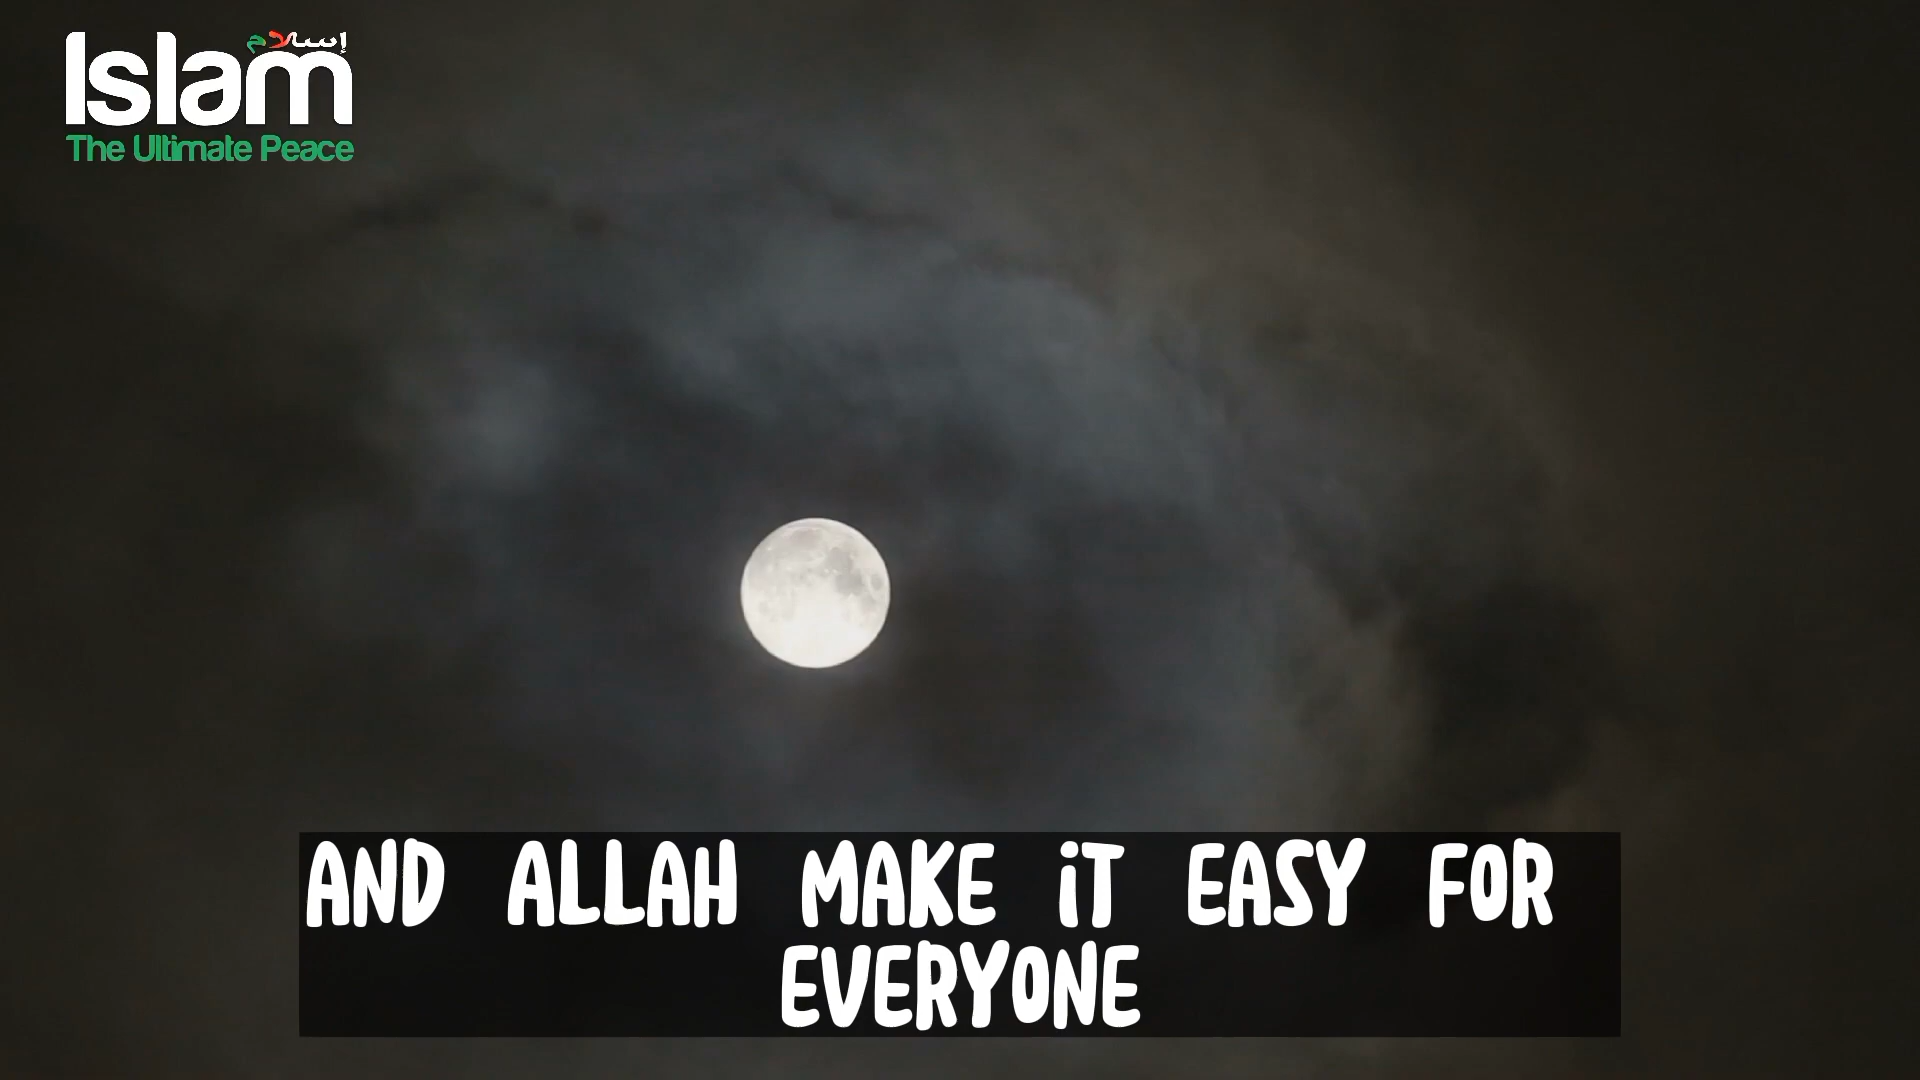 إسلام
Islam
The Ultimate Peace
AND ALLAH MAKE iT EASY FOR
EVERYONE